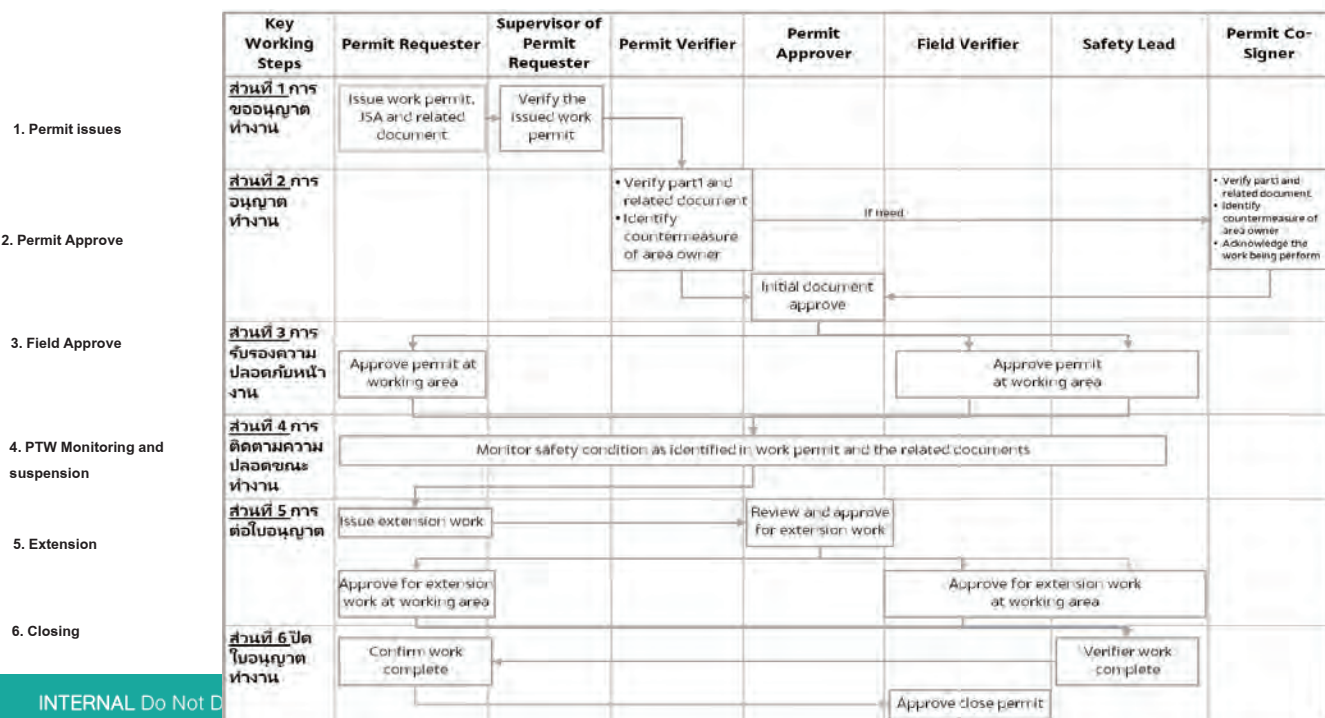 Key
Working
Steps
Permit Requester
Supervisor of
Permit
Requester
Permit Verifier
Permit
Approver
Field Verifier
Safety Lead
Permit Co-
Signer
1. Permit issues
ส่วนที่ 1 การ
ขออนุญาต
ทำงาน
Issue work permit,
JSA and related
document
Verify the
issued work
permit
2. Permit Approve
ส่วนที่ 2 การ
อนุญาต
ทำงาน
• Verify part1 and
related document
• Identify
countermeasure
of area owner
If need
• Verify part1 and
related document
• Identify
countermeasure of
area owner
• Acknowledge the
work being perform
Initial document
approve
3. Field Approve
ส่วนที่ 3 การ
รับรองความ
ปลอดภัยหน้า
งาน
Approve permit at
working area
Approve permit
at working area
4. PTW Monitoring and
suspension
ส่วนที่ 4 การ
ติดตามความ
ปลอดขณะ
ทำงาน
Monitor safety condition as identified in work permit and the related documents
5. Extension
ส่วนที่ 5 การ
ต่อใบอนุญาต
Issue extension work
Review and approve
for extension work
Approve for extension
work at working area
Approve for extension work
at working area
6. Closing
ส่วนที่ 6 ปิด
ใบอนุญาต
ทำงาน
Confirm work
complete
Verifier work
complete
Approve close permit
INTERNAL Do Not D